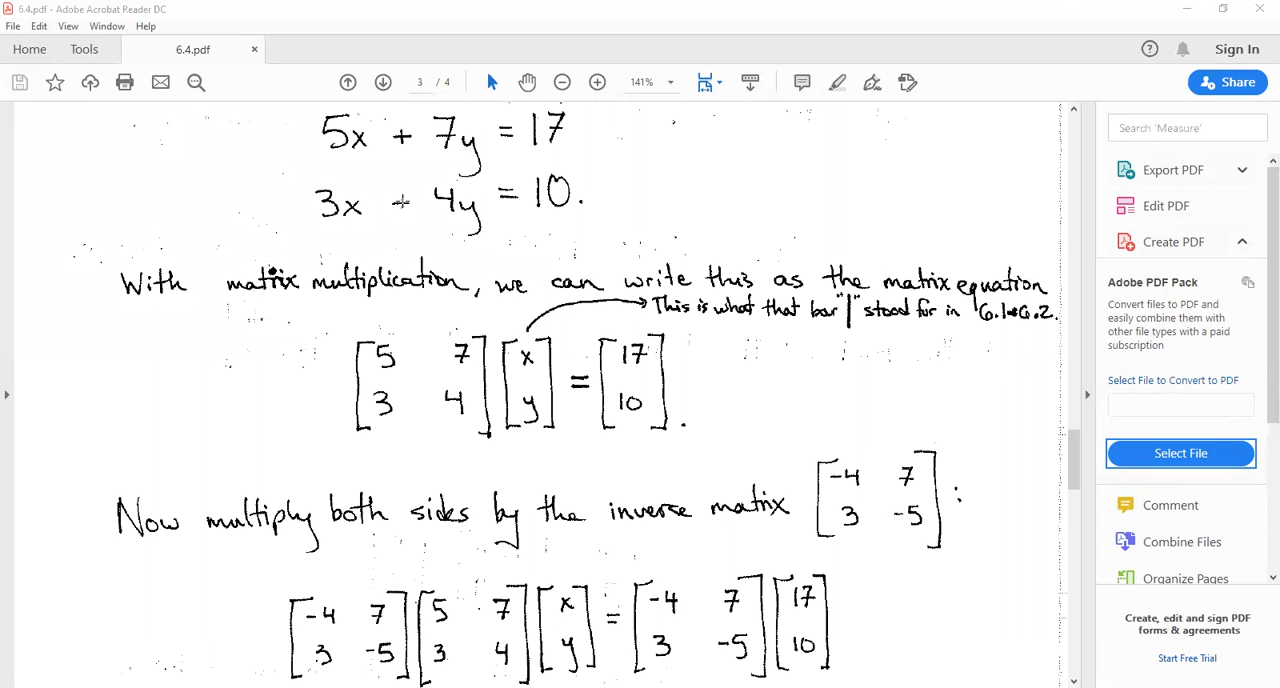 6.4.pdf - Adobe Acrobat Reader DC
File Edit View Window Help
Home Tools 6.4.pdf × Sign In
3 / 4 141% Share
5x + 7y = 17
3x + 4y = 10.
With matrix multiplication, we can write this as the matrix equation
This is what that bar "|" stood for in 6.1+6.2.
[5 7] [x] = [17]
[3 4] [y] [10].
Now multiply both sides by the inverse matrix [-4 7]
[3 -5] :
[-4 7] [5 7] [x] = [-4 7] [17]
[3 -5] [3 4] [y] [3 -5] [10]
Search 'Measure'
Export PDF
Edit PDF
Create PDF
Adobe PDF Pack
Convert files to PDF and
easily combine them with
other file types with a paid
subscription
Select File to Convert to PDF
Select File
Comment
Combine Files
Organize Pages
Create, edit and sign PDF
forms & agreements
Start Free Trial